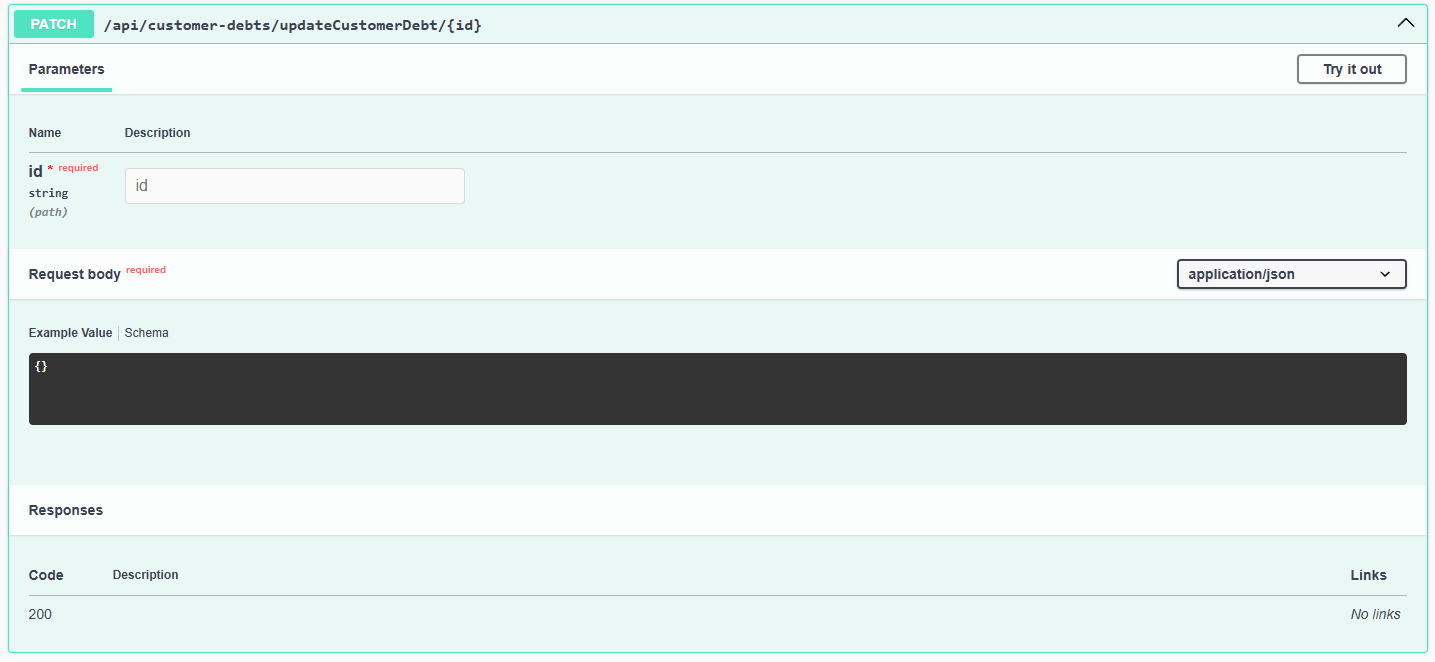 PATCH /api/customer-debts/updateCustomerDebt/{id}
Parameters Try it out
Name Description
id * required
id
string
(path)
Request body required application/json
Example Value Schema
{}
Responses
Code Description Links
200 No links